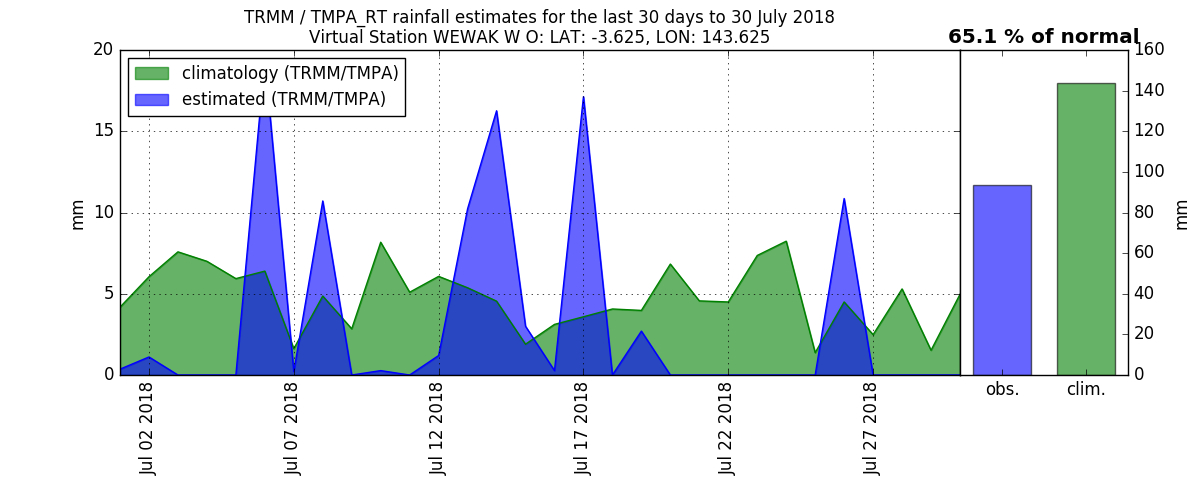 TRMM / TMPA_RT rainfall estimates for the last 30 days to 30 July 2018
Virtual Station WEWAK W O: LAT: -3.625, LON: 143.625
65.1 % of normal
climatology (TRMM/TMPA)
estimated (TRMM/TMPA)
20
15
10
5
0
mm
Jul 02 2018
Jul 07 2018
Jul 12 2018
Jul 17 2018
Jul 22 2018
Jul 27 2018
160
140
120
100
80
60
40
20
0
mm
obs.
clim.